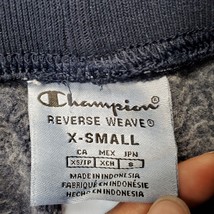 Champion
REVERSE WEAVE®
X-SMALL
CA MEX JPN
XS/TP XCH S
MADE IN INDONESIA
FABRIQUÉ EN INDONÉSIE
HECHO EN INDONESIA